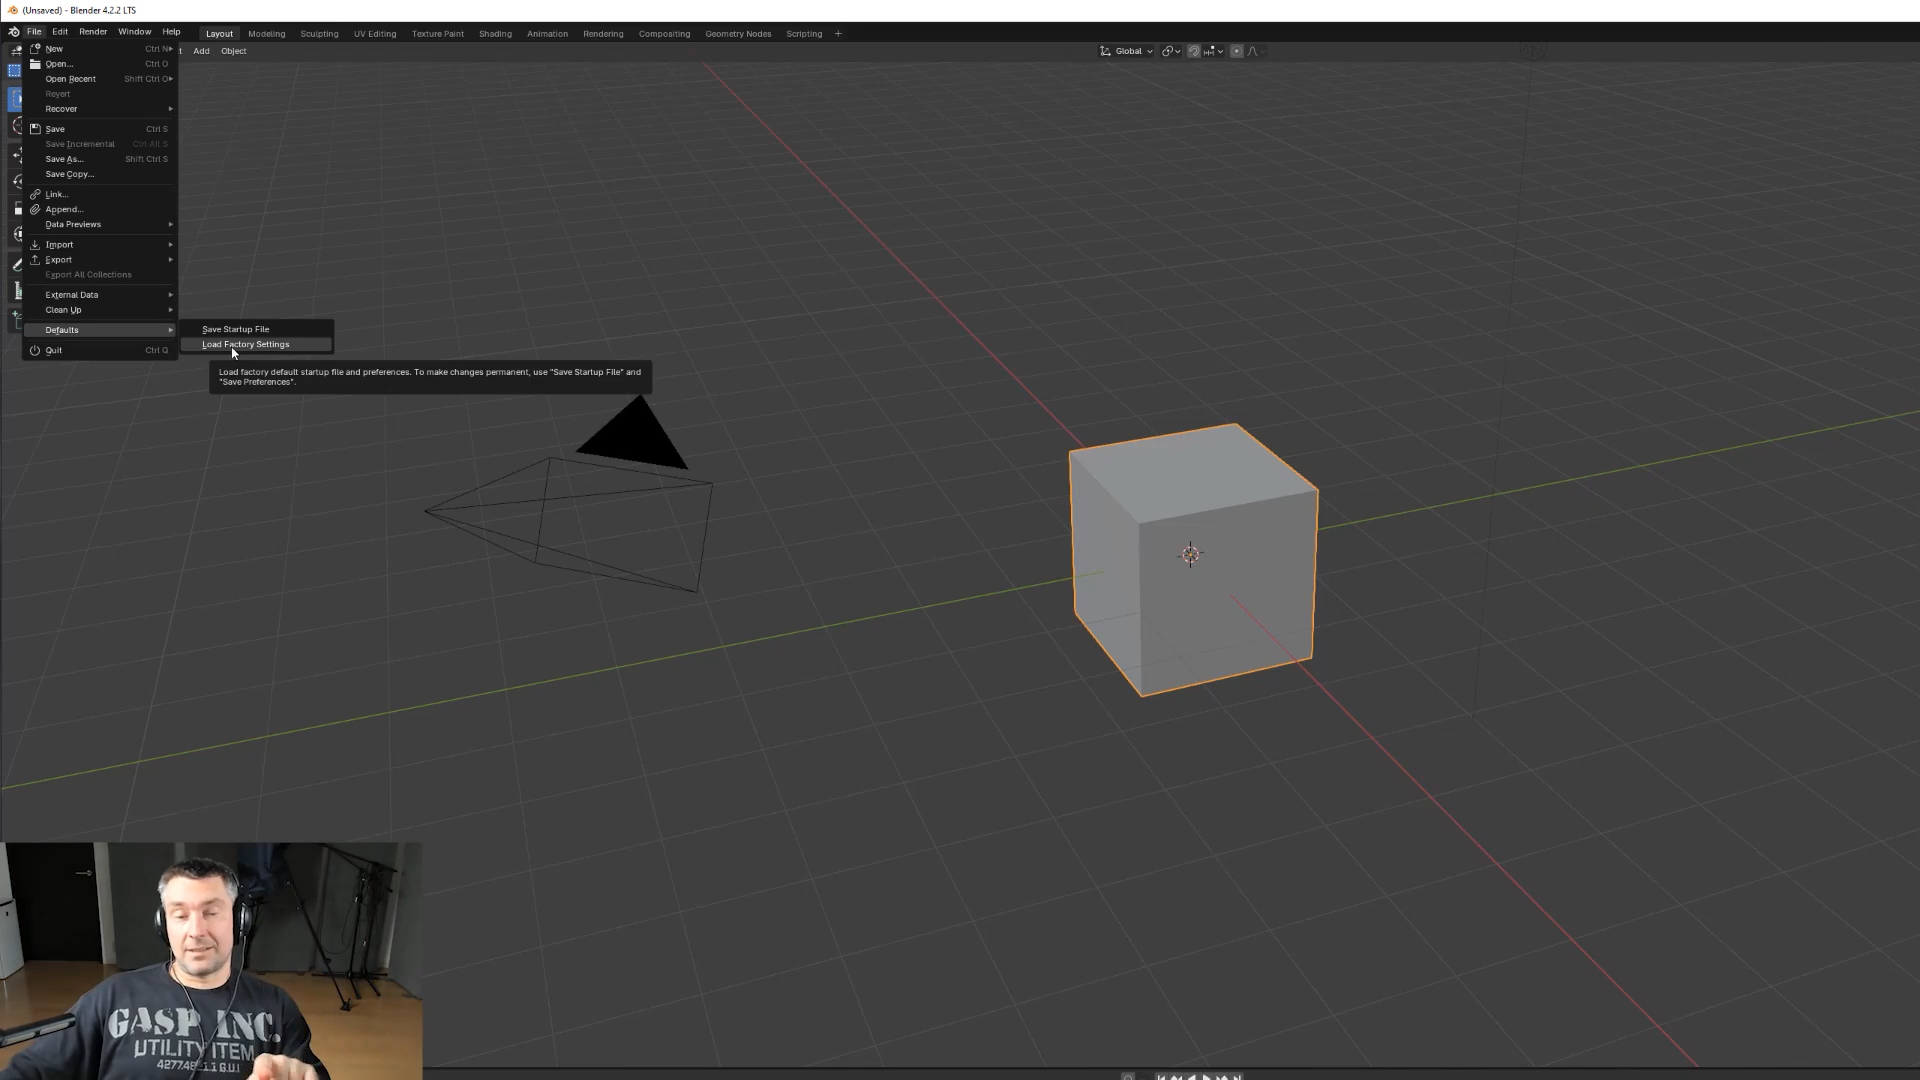 (Unsaved) - Blender 4.2.2 LTS
File Edit Render Window Help Layout Modeling Sculpting UV Editing Texture Paint Shading Animation Rendering Compositing Geometry Nodes Scripting +
t Add Object Global
New Ctrl N
Open... Ctrl O
Open Recent Shift Ctrl O
Revert
Recover
Save Ctrl S
Save Incremental Ctrl Alt S
Save As... Shift Ctrl S
Save Copy...
Link...
Append...
Data Previews
Import
Export
Export All Collections
External Data
Clean Up
Defaults
Quit Ctrl Q
Save Startup File
Load Factory Settings
Load factory default startup file and preferences. To make changes permanent, use "Save Startup File" and
"Save Preferences".
GASP INC.
UTILITY ITEM